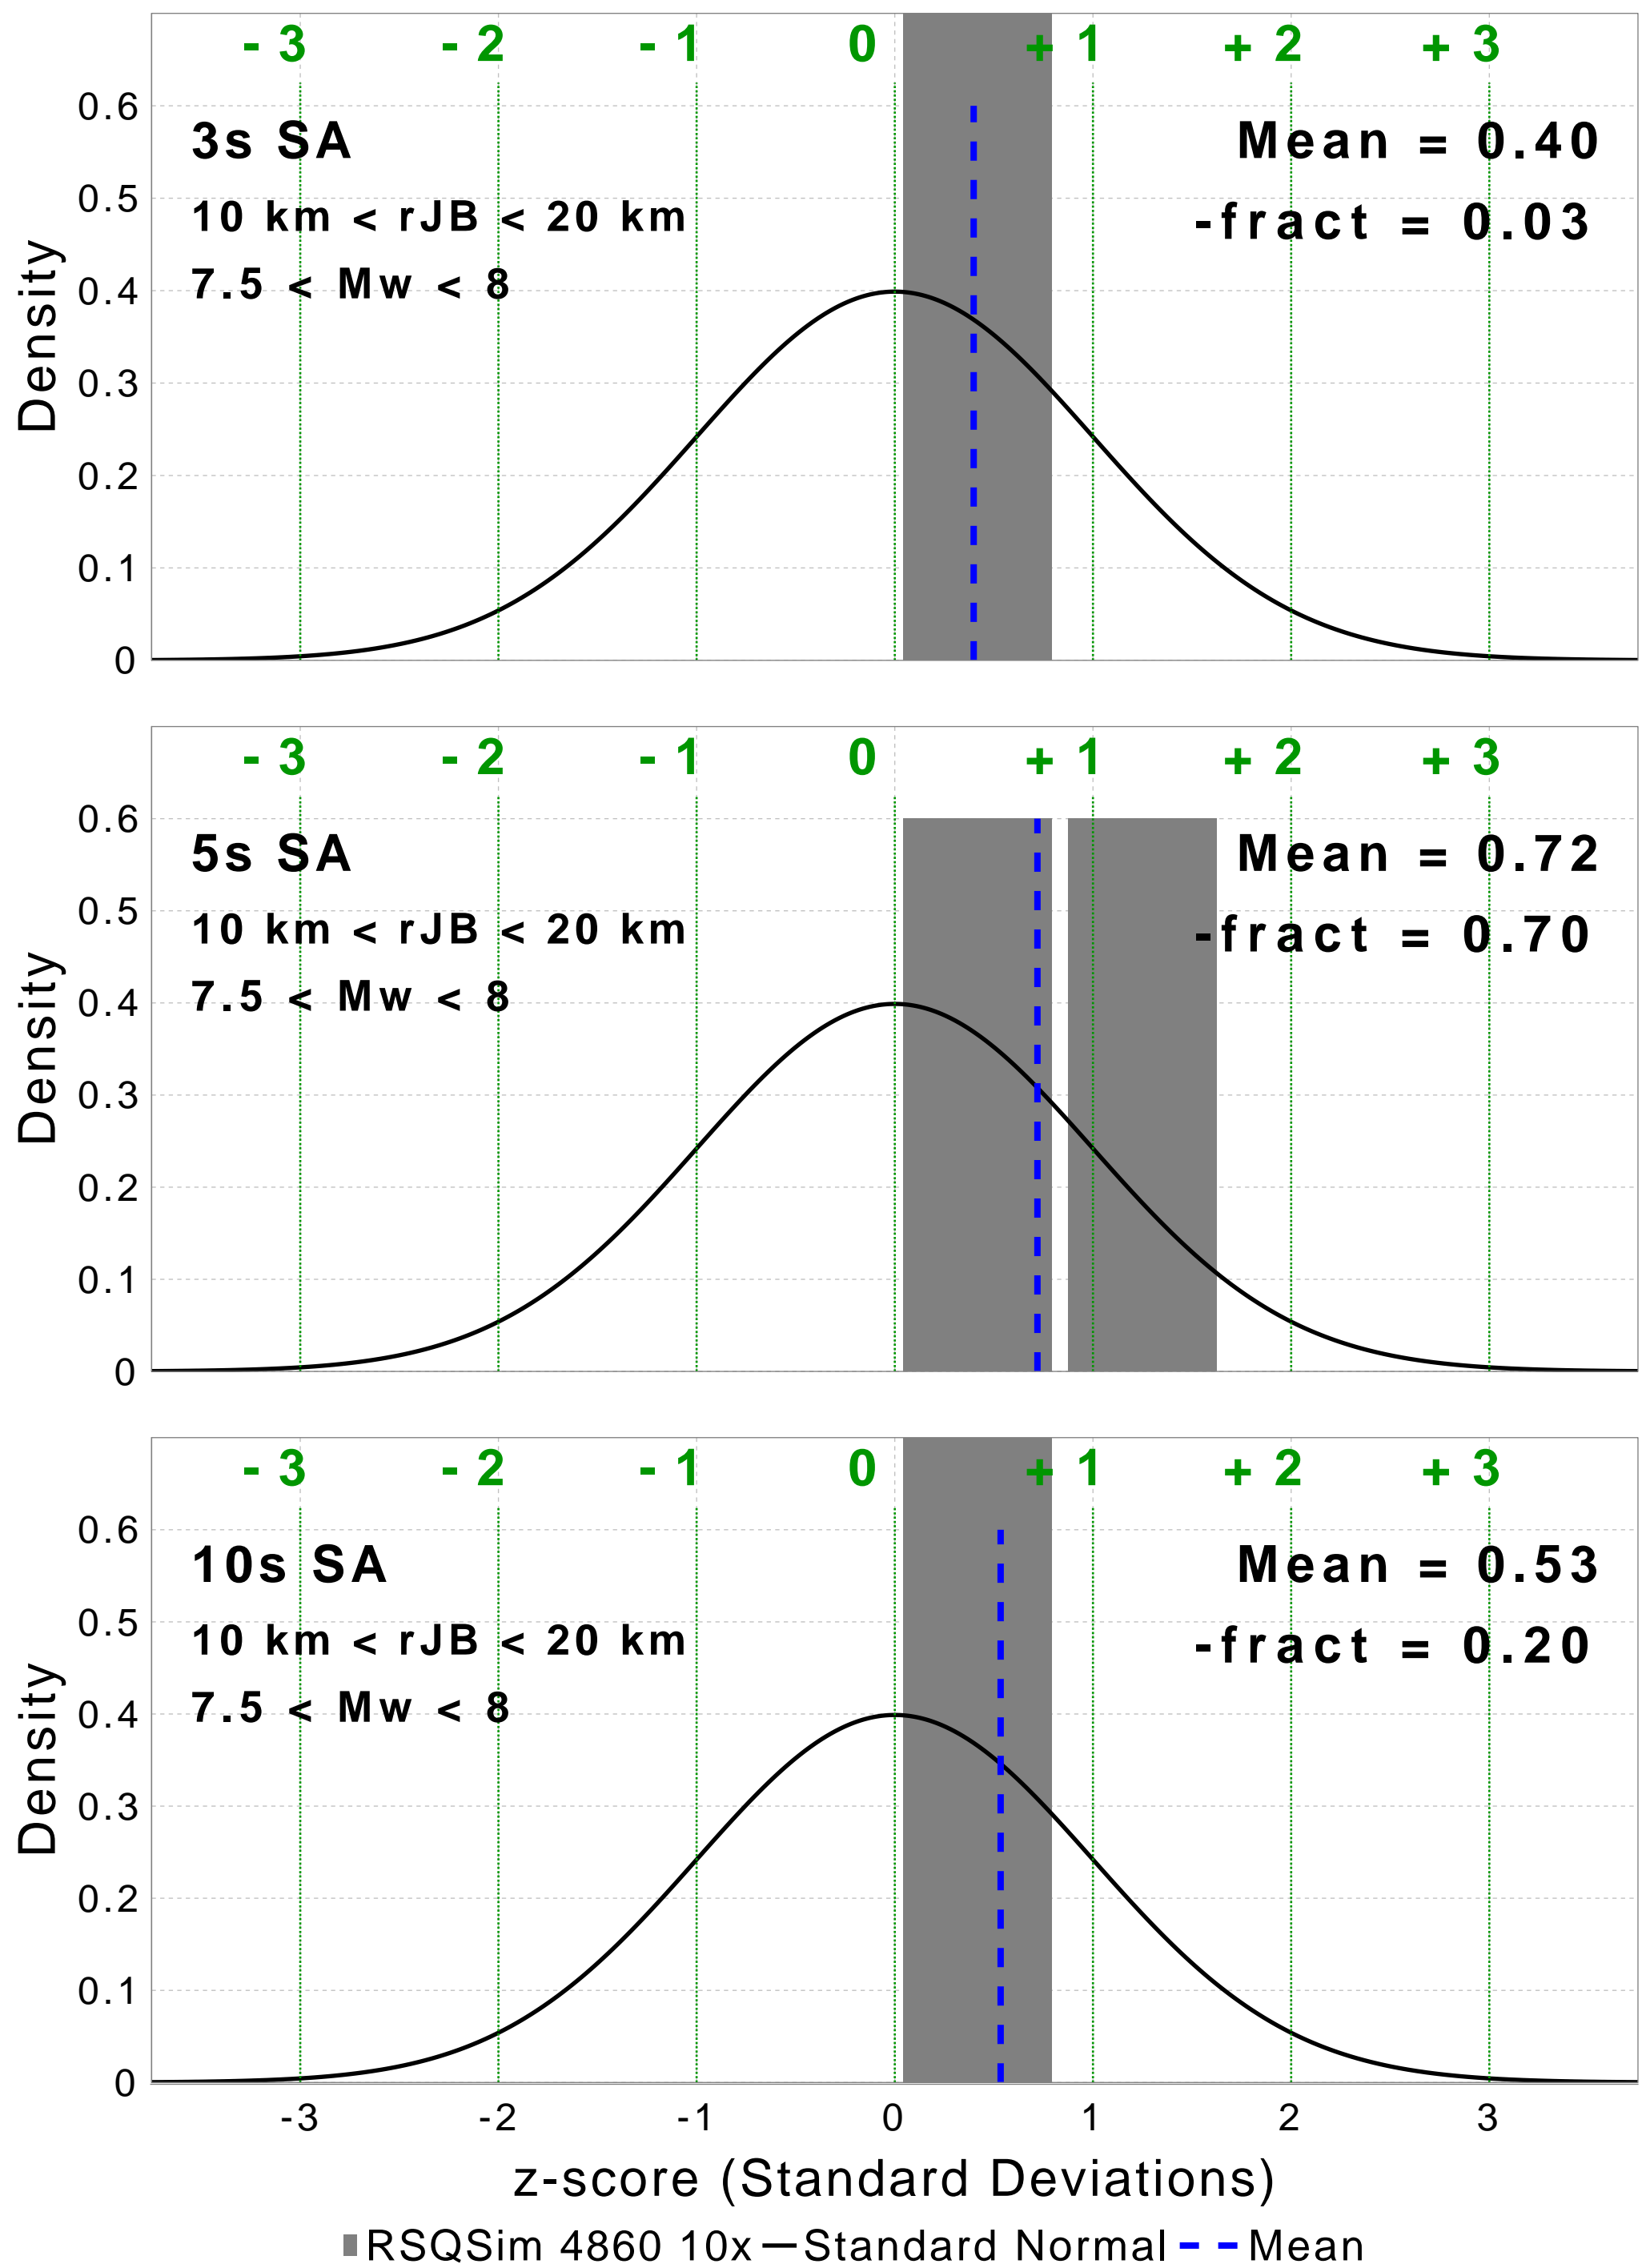 - 3 - 2 - 1 0 + 1 + 2 + 3
0.6
3s SA
Mean = 0.40
0.5
10 km < rJB < 20 km
-fract = 0.03
7.5 < Mw < 8
0.4
0.3
0.2
0.1
0
Density
- 3 - 2 - 1 0 + 1 + 2 + 3
0.6
5s SA
Mean = 0.72
0.5
10 km < rJB < 20 km
-fract = 0.70
7.5 < Mw < 8
0.4
0.3
0.2
0.1
0
Density
- 3 - 2 - 1 0 + 1 + 2 + 3
0.6
10s SA
Mean = 0.53
0.5
10 km < rJB < 20 km
-fract = 0.20
7.5 < Mw < 8
0.4
0.3
0.2
0.1
0
Density
-3 -2 -1 0 1 2 3
z-score (Standard Deviations)
RSQSim 4860 10x Standard Normal Mean